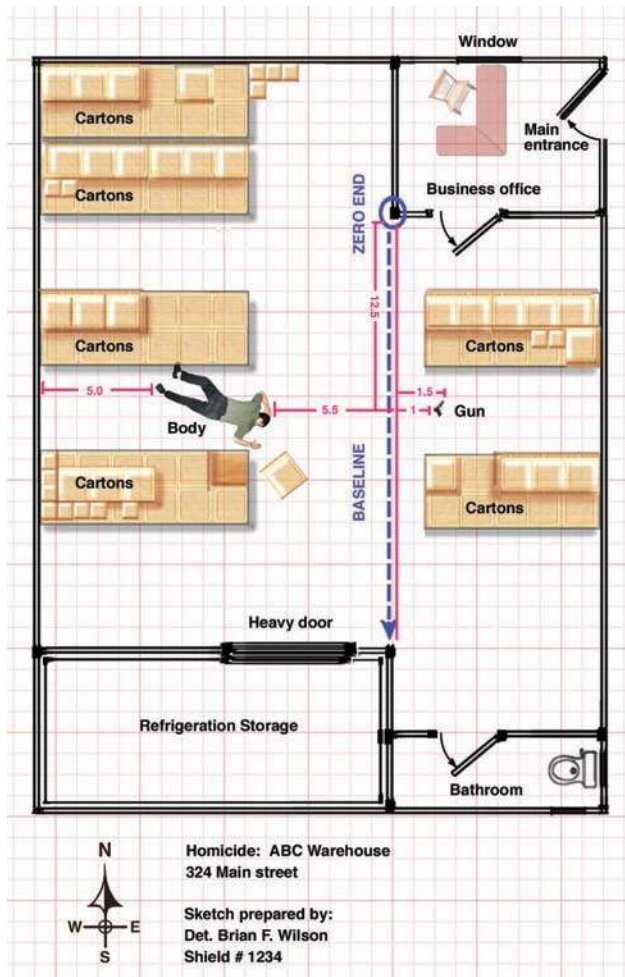 Window
Cartons
Main
entrance
Cartons
Business office
ZERO END
12.5
Cartons
Cartons
5.0
1.5
5.5
1
Gun
Body
BASELINE
Cartons
Cartons
Heavy door
Refrigeration Storage
Bathroom
N
W
E
S
Homicide: ABC Warehouse
324 Main street
Sketch prepared by:
Det. Brian F. Wilson
Shield # 1234